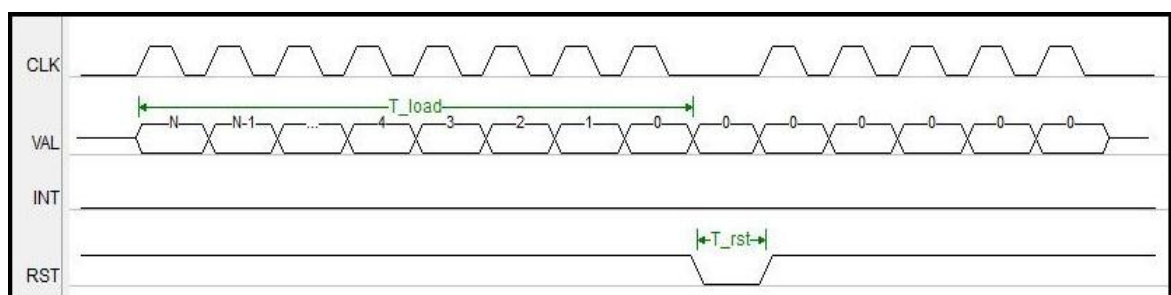 CLK
T_load
VAL N N-1 ... 4 3 2 1 0 0 0 0 0 0 0
INT
T_rst
RST